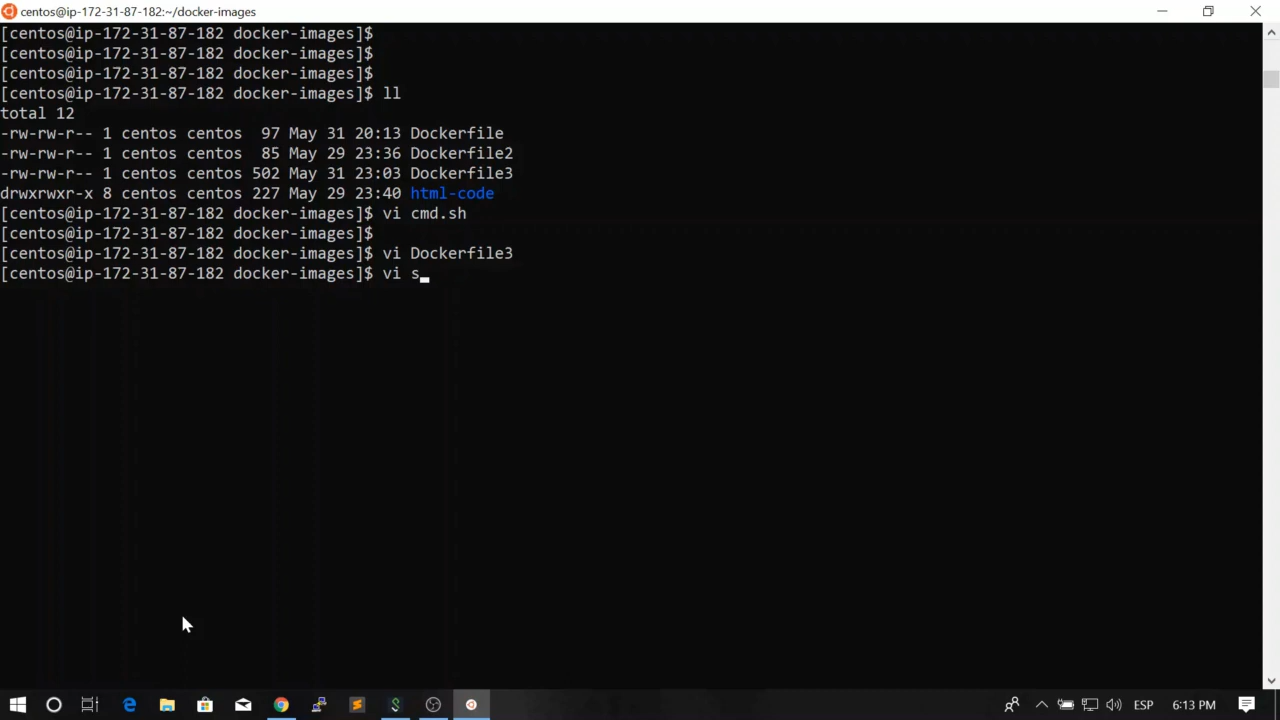 centos@ip-172-31-87-182:~/docker-images
[centos@ip-172-31-87-182 docker-images]$
[centos@ip-172-31-87-182 docker-images]$
[centos@ip-172-31-87-182 docker-images]$
[centos@ip-172-31-87-182 docker-images]$ ll
total 12
-rw-rw-r-- 1 centos centos  97 May 31 20:13 Dockerfile
-rw-rw-r-- 1 centos centos  85 May 29 23:36 Dockerfile2
-rw-rw-r-- 1 centos centos 502 May 31 23:03 Dockerfile3
drwxrwxr-x 8 centos centos 227 May 29 23:40 html-code
[centos@ip-172-31-87-182 docker-images]$ vi cmd.sh
[centos@ip-172-31-87-182 docker-images]$
[centos@ip-172-31-87-182 docker-images]$ vi Dockerfile3
[centos@ip-172-31-87-182 docker-images]$ vi s_
ESP 6:13 PM